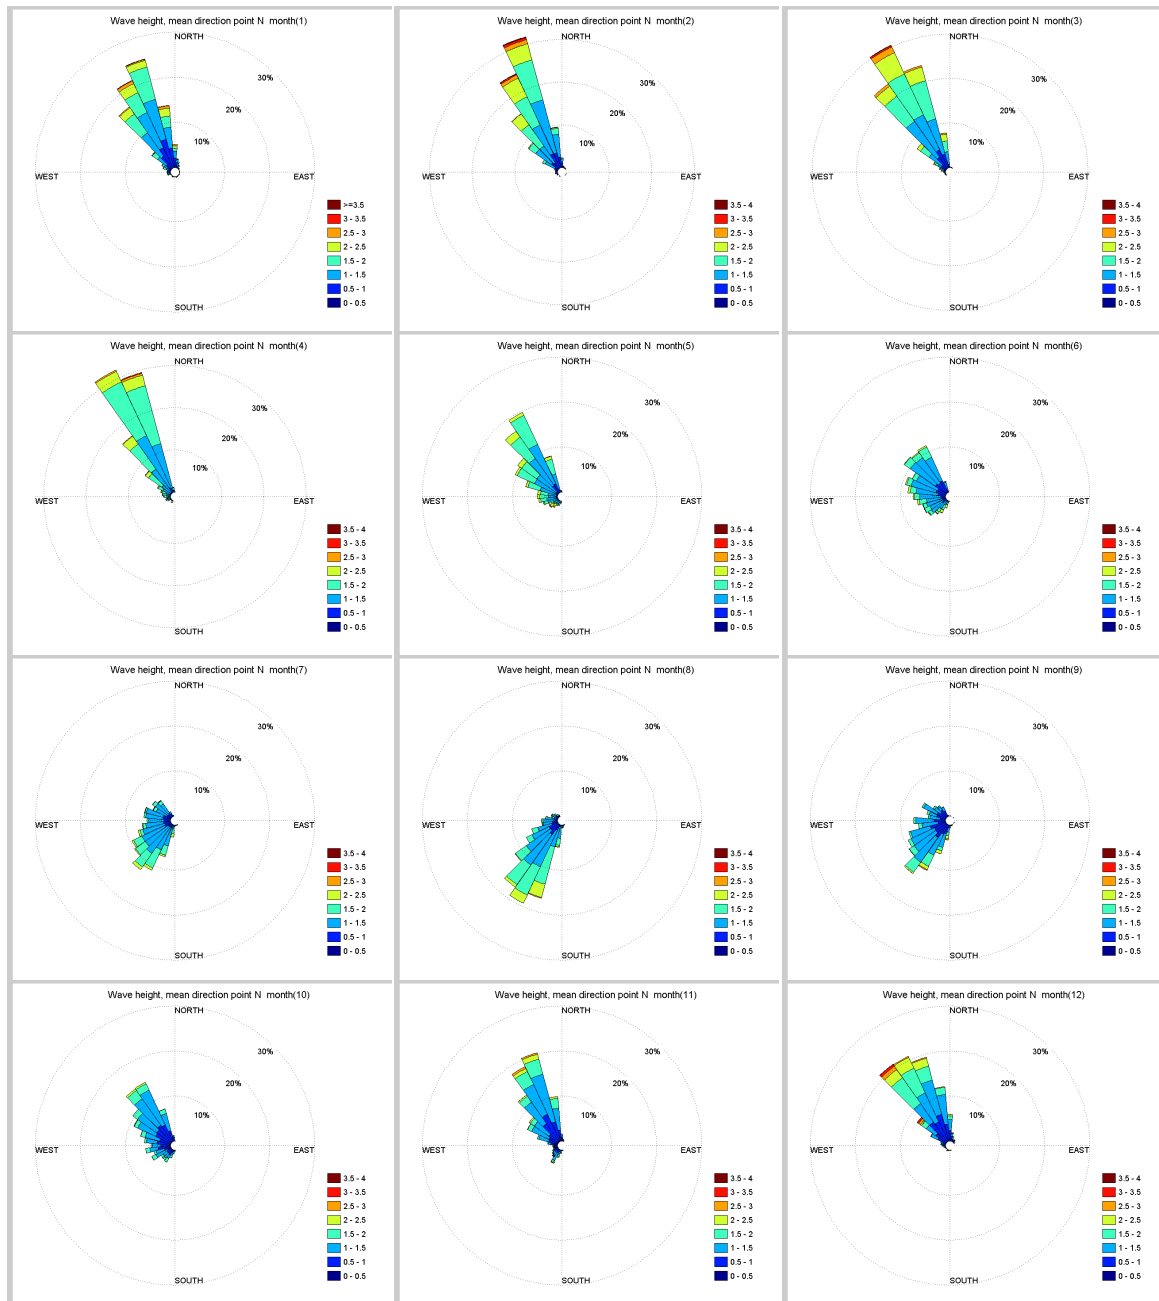 Wave height, mean direction point N  month(1)
NORTH
30%
20%
10%
WEST
EAST
>=3.5
3 - 3.5
2.5 - 3
2 - 2.5
1.5 - 2
1 - 1.5
0.5 - 1
0 - 0.5
SOUTH
Wave height, mean direction point N  month(2)
NORTH
30%
20%
10%
WEST
EAST
3.5 - 4
3 - 3.5
2.5 - 3
2 - 2.5
1.5 - 2
1 - 1.5
0.5 - 1
0 - 0.5
SOUTH
Wave height, mean direction point N  month(3)
NORTH
30%
20%
10%
WEST
EAST
3.5 - 4
3 - 3.5
2.5 - 3
2 - 2.5
1.5 - 2
1 - 1.5
0.5 - 1
0 - 0.5
SOUTH
Wave height, mean direction point N  month(4)
NORTH
30%
20%
10%
WEST
EAST
3.5 - 4
3 - 3.5
2.5 - 3
2 - 2.5
1.5 - 2
1 - 1.5
0.5 - 1
0 - 0.5
SOUTH
Wave height, mean direction point N  month(5)
NORTH
30%
20%
10%
WEST
EAST
3.5 - 4
3 - 3.5
2.5 - 3
2 - 2.5
1.5 - 2
1 - 1.5
0.5 - 1
0 - 0.5
SOUTH
Wave height, mean direction point N  month(6)
NORTH
30%
20%
10%
WEST
EAST
3.5 - 4
3 - 3.5
2.5 - 3
2 - 2.5
1.5 - 2
1 - 1.5
0.5 - 1
0 - 0.5
SOUTH
Wave height, mean direction point N  month(7)
NORTH
30%
20%
10%
WEST
EAST
3.5 - 4
3 - 3.5
2.5 - 3
2 - 2.5
1.5 - 2
1 - 1.5
0.5 - 1
0 - 0.5
SOUTH
Wave height, mean direction point N  month(8)
NORTH
30%
20%
10%
WEST
EAST
3.5 - 4
3 - 3.5
2.5 - 3
2 - 2.5
1.5 - 2
1 - 1.5
0.5 - 1
0 - 0.5
SOUTH
Wave height, mean direction point N  month(9)
NORTH
30%
20%
10%
WEST
EAST
3.5 - 4
3 - 3.5
2.5 - 3
2 - 2.5
1.5 - 2
1 - 1.5
0.5 - 1
0 - 0.5
SOUTH
Wave height, mean direction point N  month(10)
NORTH
30%
20%
10%
WEST
EAST
3.5 - 4
3 - 3.5
2.5 - 3
2 - 2.5
1.5 - 2
1 - 1.5
0.5 - 1
0 - 0.5
SOUTH
Wave height, mean direction point N  month(11)
NORTH
30%
20%
10%
WEST
EAST
3.5 - 4
3 - 3.5
2.5 - 3
2 - 2.5
1.5 - 2
1 - 1.5
0.5 - 1
0 - 0.5
SOUTH
Wave height, mean direction point N  month(12)
NORTH
30%
20%
10%
WEST
EAST
3.5 - 4
3 - 3.5
2.5 - 3
2 - 2.5
1.5 - 2
1 - 1.5
0.5 - 1
0 - 0.5
SOUTH